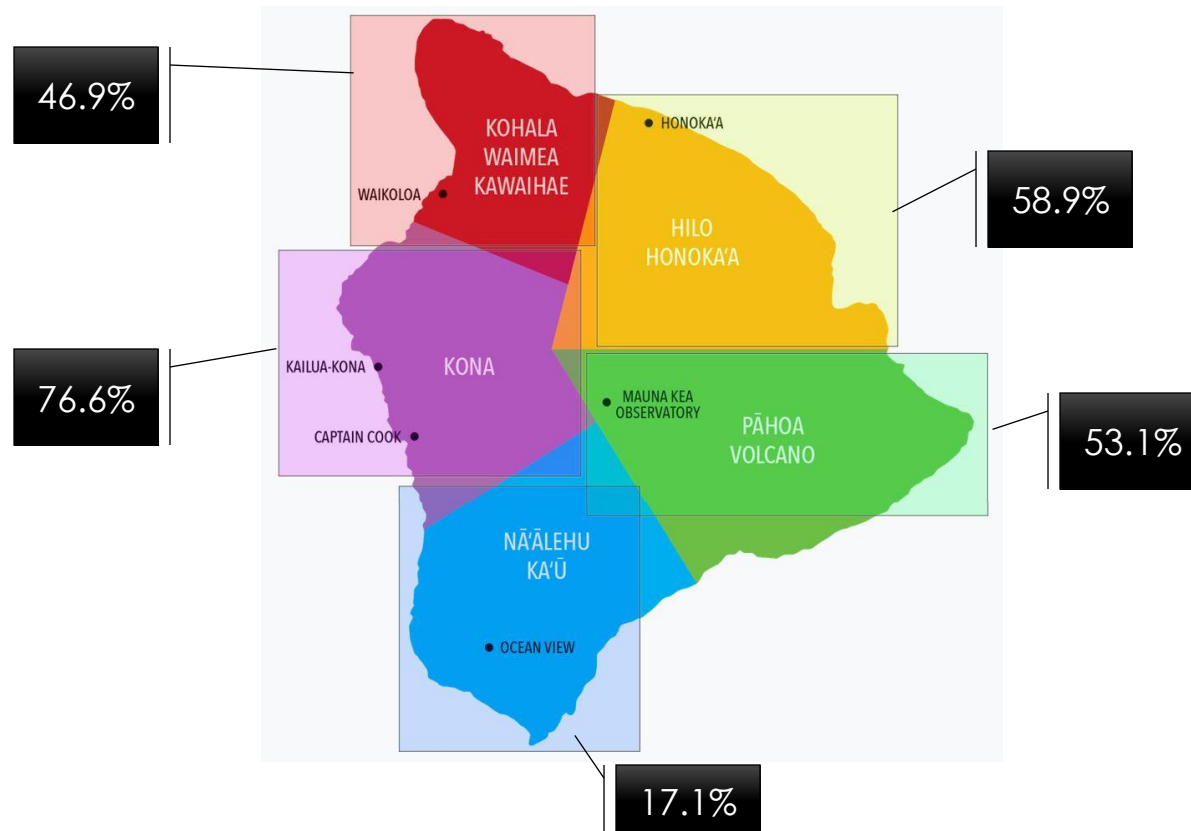 46.9%
KOHALA
WAIMEA
KAWAIHAE
WAIKOLOA
HONOKA'A
HILO
HONOKA'A
58.9%
76.6%
KAILUA-KONA
KONA
CAPTAIN COOK
MAUNA KEA
OBSERVATORY
PĀHOA
VOLCANO
53.1%
NĀ'ĀLEHU
KA'Ū
OCEAN VIEW
17.1%